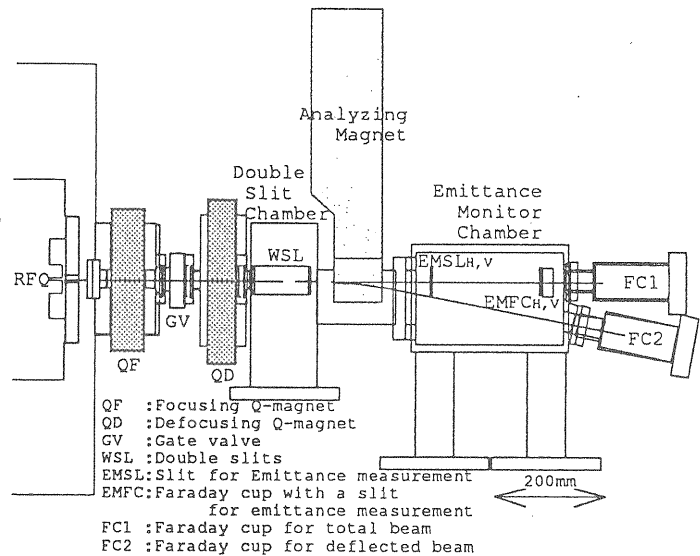 Analyzing
Magnet
Double
Slit
Chamber
Emittance
Monitor
Chamber
WSL
EMSLH,V
RFQ
FC1
EMFCH,V
GV
FC2
QF
QD
QF :Focusing Q-magnet
QD :Defocusing Q-magnet
GV :Gate valve
WSL :Double slits
EMSL:Slit for Emittance measurement
EMFC:Faraday cup with a slit
for emittance measurement
FC1 :Faraday cup for total beam
FC2 :Faraday cup for deflected beam
200mm